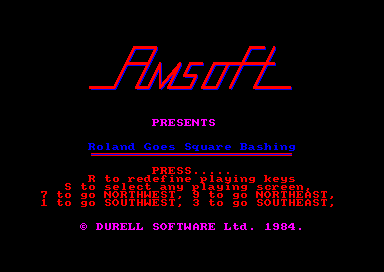 Amsoft
PRESENTS
Roland Goes Square Bashing
PRESS.....
R to redefine playing keys
S to select any playing screen,
7 to go NORTHWEST, 9 to go NORTHEAST,
1 to go SOUTHWEST, 3 to go SOUTHEAST,
© DURELL SOFTWARE Ltd. 1984.